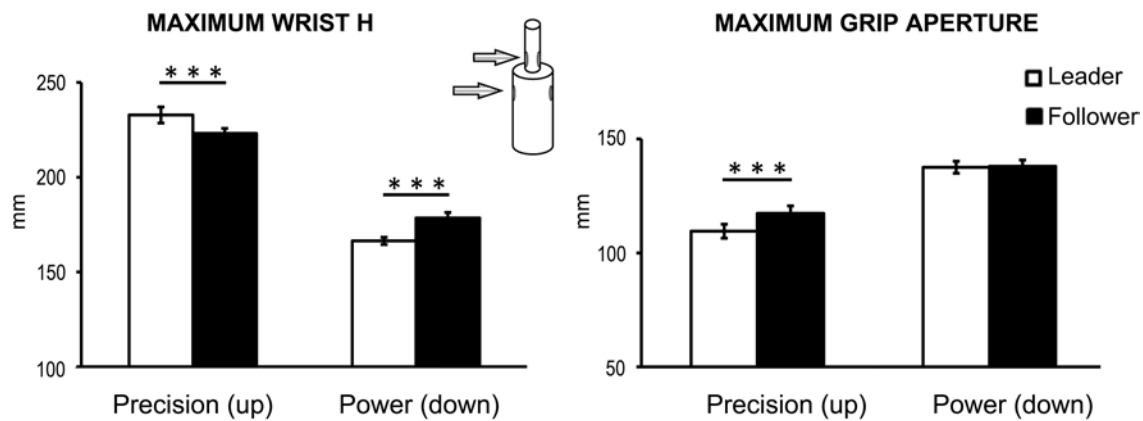 MAXIMUM WRIST H
250
200
150
100
mm
* * *
* * *
Precision (up)
Power (down)
MAXIMUM GRIP APERTURE
Leader
Follower
150
100
50
mm
* * *
Precision (up)
Power (down)